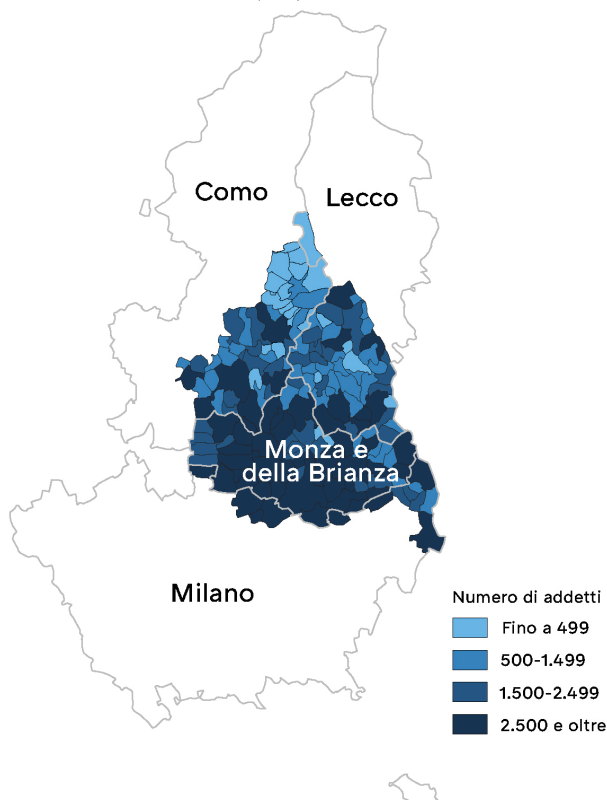 Como
Lecco
Monza e
della Brianza
Milano
Numero di addetti
Fino a 499
500-1.499
1.500-2.499
2.500 e oltre